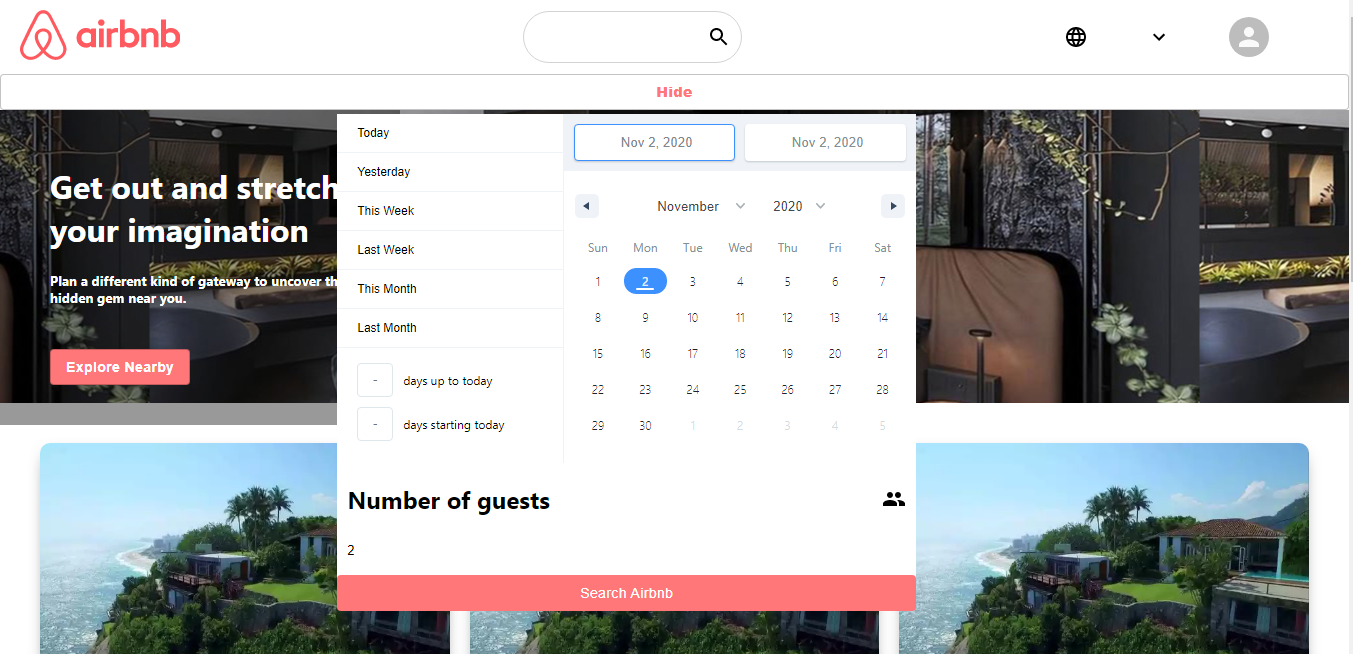 airbnb
Hide
Get out and stretch
your imagination
Plan a different kind of gateway to uncover th
hidden gem near you.
Explore Nearby
Today
Yesterday
This Week
Last Week
This Month
Last Month
- days up to today
- days starting today
Nov 2, 2020 Nov 2, 2020
November 2020
Sun Mon Tue Wed Thu Fri Sat
1 2 3 4 5 6 7
8 9 10 11 12 13 14
15 16 17 18 19 20 21
22 23 24 25 26 27 28
29 30 1 2 3 4 5
Number of guests
2
Search Airbnb